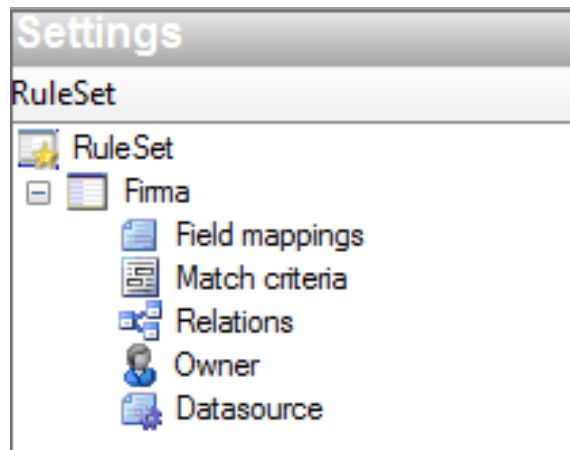 Settings
RuleSet
RuleSet
Firma
Field mappings
Match criteria
Relations
Owner
Datasource